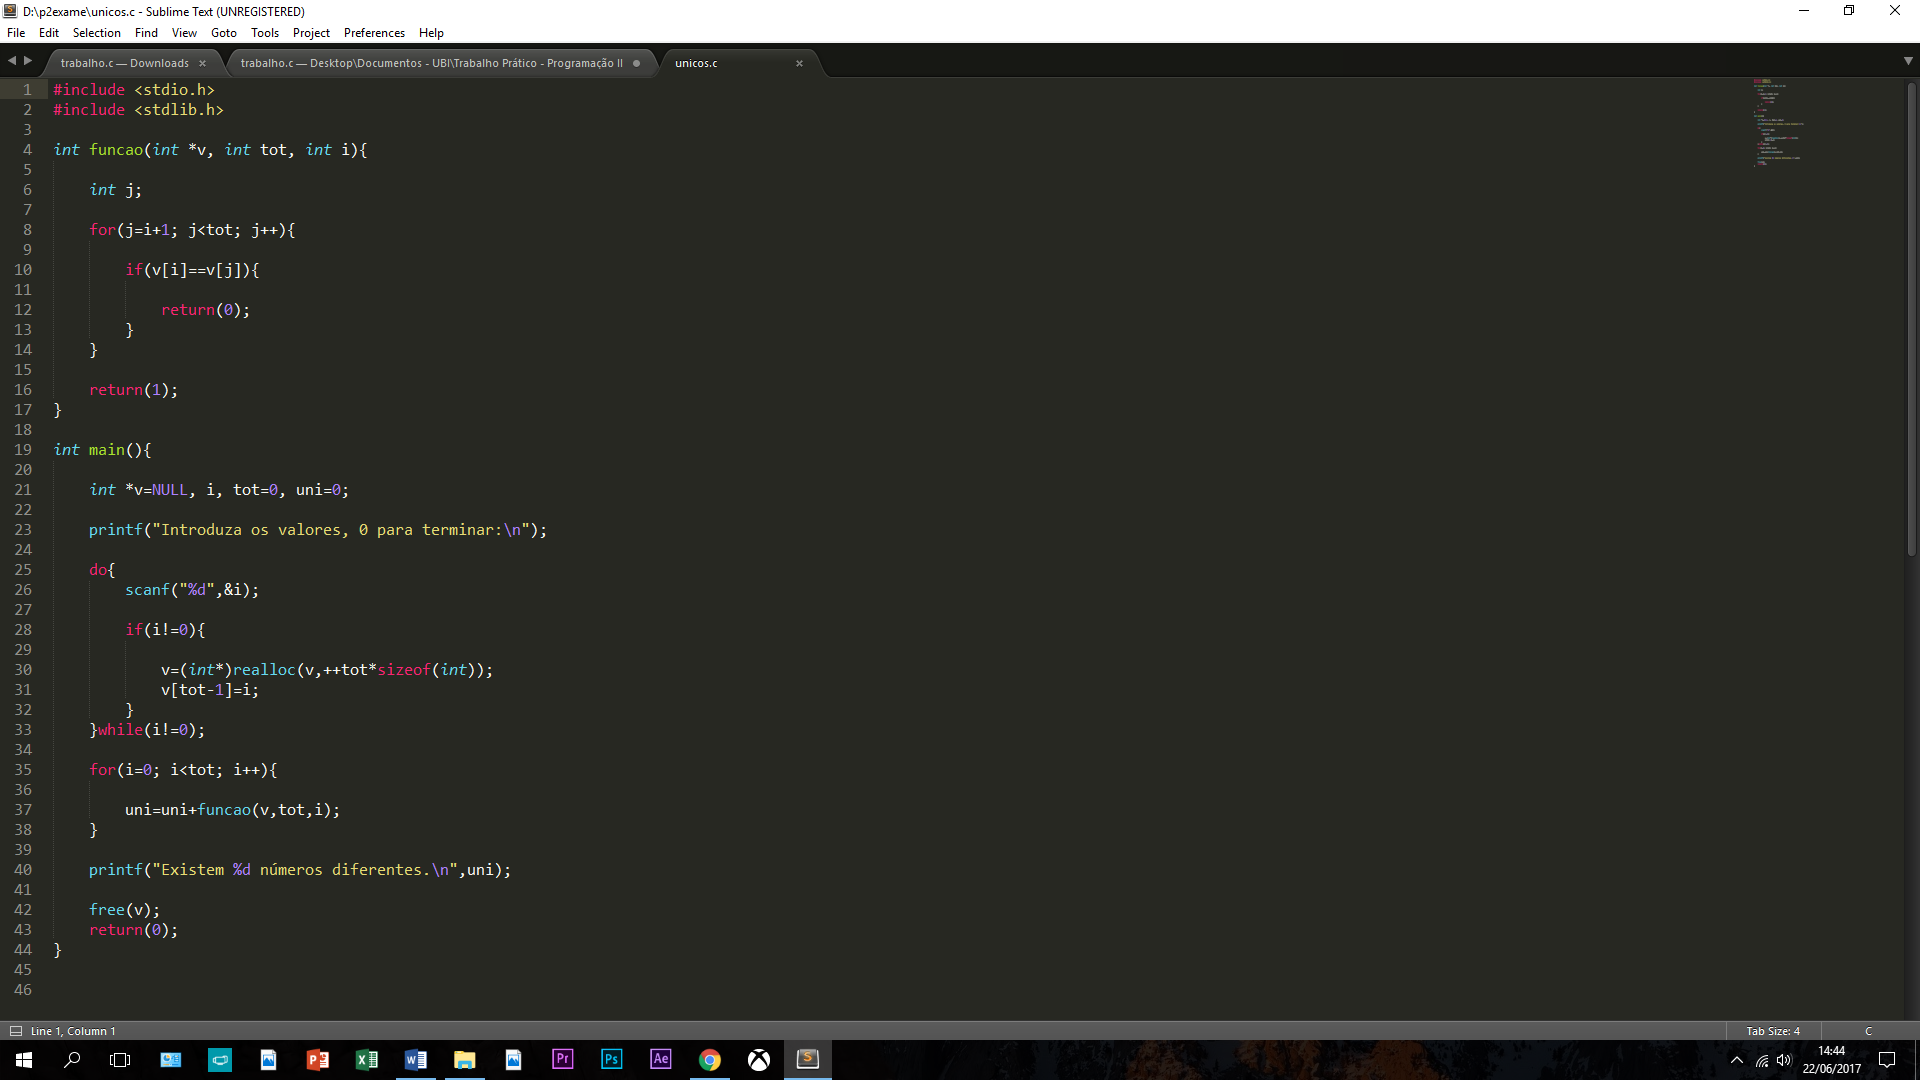 D:\p2exame\unicos.c - Sublime Text (UNREGISTERED)
File Edit Selection Find View Goto Tools Project Preferences Help
trabalho.c — Downloads × trabalho.c — Desktop\Documentos - UBI\Trabalho Prático - Programação II unicos.c ×
1 #include <stdio.h>
2 #include <stdlib.h>
3
4 int funcao(int *v, int tot, int i){
5
6 int j;
7
8 for(j=i+1; j<tot; j++){
9
10 if(v[i]==v[j]){
11
12 return(0);
13 }
14 }
15
16 return(1);
17 }
18
19 int main(){
20
21 int *v=NULL, i, tot=0, uni=0;
22
23 printf("Introduza os valores, 0 para terminar:\n");
24
25 do{
26 scanf("%d",&i);
27
28 if(i!=0){
29
30 v=(int*)realloc(v,++tot*sizeof(int));
31 v[tot-1]=i;
32 }
33 }while(i!=0);
34
35 for(i=0; i<tot; i++){
36
37 uni=uni+funcao(v,tot,i);
38 }
39
40 printf("Existem %d números diferentes.\n",uni);
41
42 free(v);
43 return(0);
44 }
45
46
Line 1, Column 1 Tab Size: 4 C
Pr Ps Ae
14:44
22/06/2017